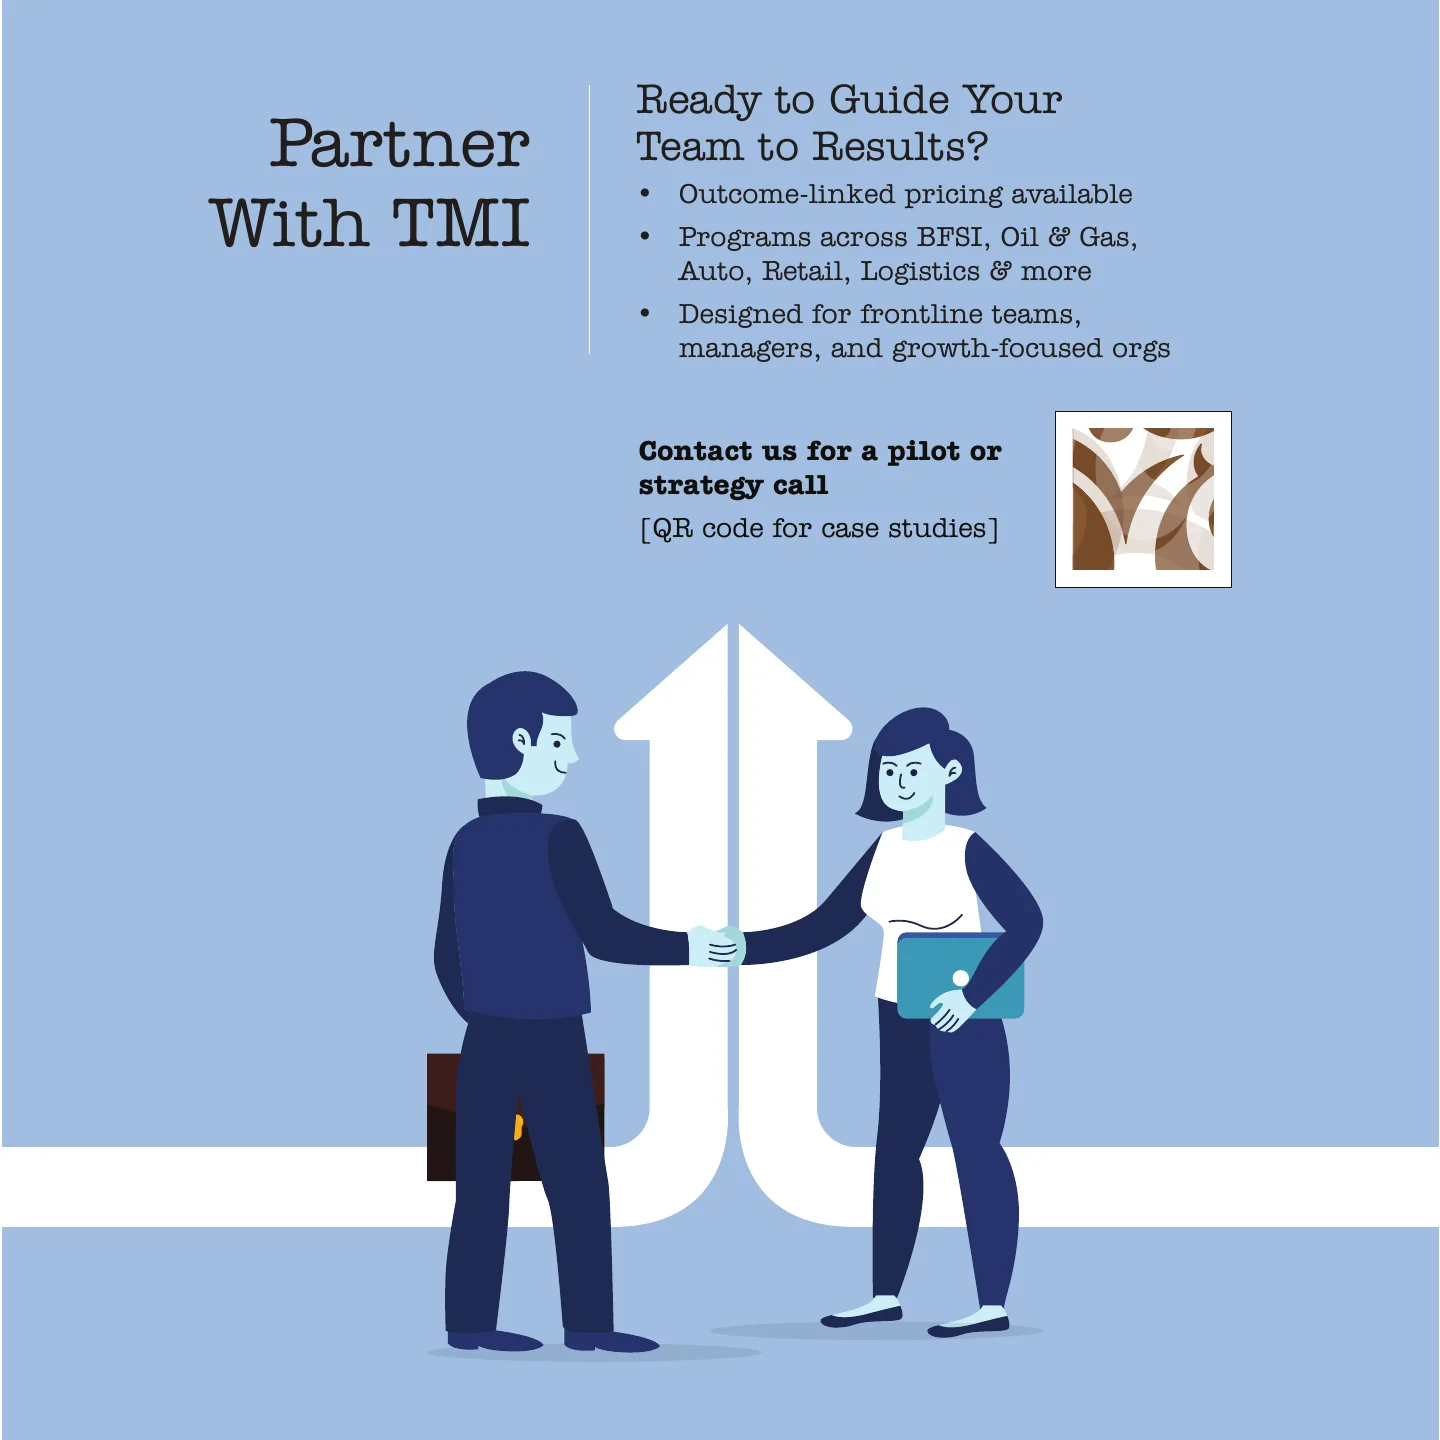 Partner
With TMI
Ready to Guide Your
Team to Results?
• Outcome-linked pricing available
• Programs across BFSI, Oil & Gas,
Auto, Retail, Logistics & more
• Designed for frontline teams,
managers, and growth-focused orgs
Contact us for a pilot or
strategy call
[QR code for case studies]